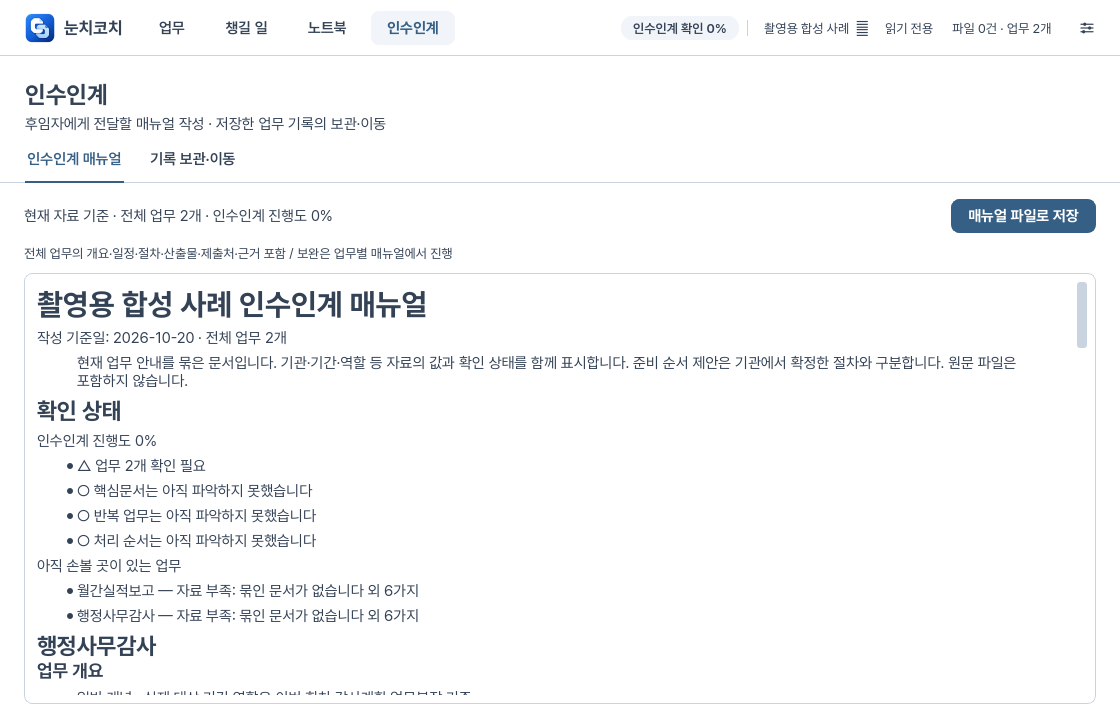 눈치코치
업무
챙길 일
노트북
인수인계
인수인계 확인 0%
촬영용 합성 사례
읽기 전용
파일 0건 · 업무 2개
인수인계
후임자에게 전달할 매뉴얼 작성 · 저장한 업무 기록의 보관·이동
인수인계 매뉴얼
기록 보관·이동
현재 자료 기준 · 전체 업무 2개 · 인수인계 진행도 0%
매뉴얼 파일로 저장
전체 업무의 개요·일정·절차·산출물·제출처·근거 포함 / 보완은 업무별 매뉴얼에서 진행
촬영용 합성 사례 인수인계 매뉴얼
작성 기준일: 2026-10-20 · 전체 업무 2개
현재 업무 안내를 묶은 문서입니다. 기관·기간·역할 등 자료의 값과 확인 상태를 함께 표시합니다. 준비 순서 제안은 기관에서 확정한 절차와 구분합니다. 원문 파일은
포함하지 않습니다.
확인 상태
인수인계 진행도 0%
• △ 업무 2개 확인 필요
• ○ 핵심문서는 아직 파악하지 못했습니다
• ○ 반복 업무는 아직 파악하지 못했습니다
• ○ 처리 순서는 아직 파악하지 못했습니다
아직 손볼 곳이 있는 업무
• 월간실적보고 — 자료 부족: 묶인 문서가 없습니다 외 6가지
• 행정사무감사 — 자료 부족: 묶인 문서가 없습니다 외 6가지
행정사무감사
업무 개요